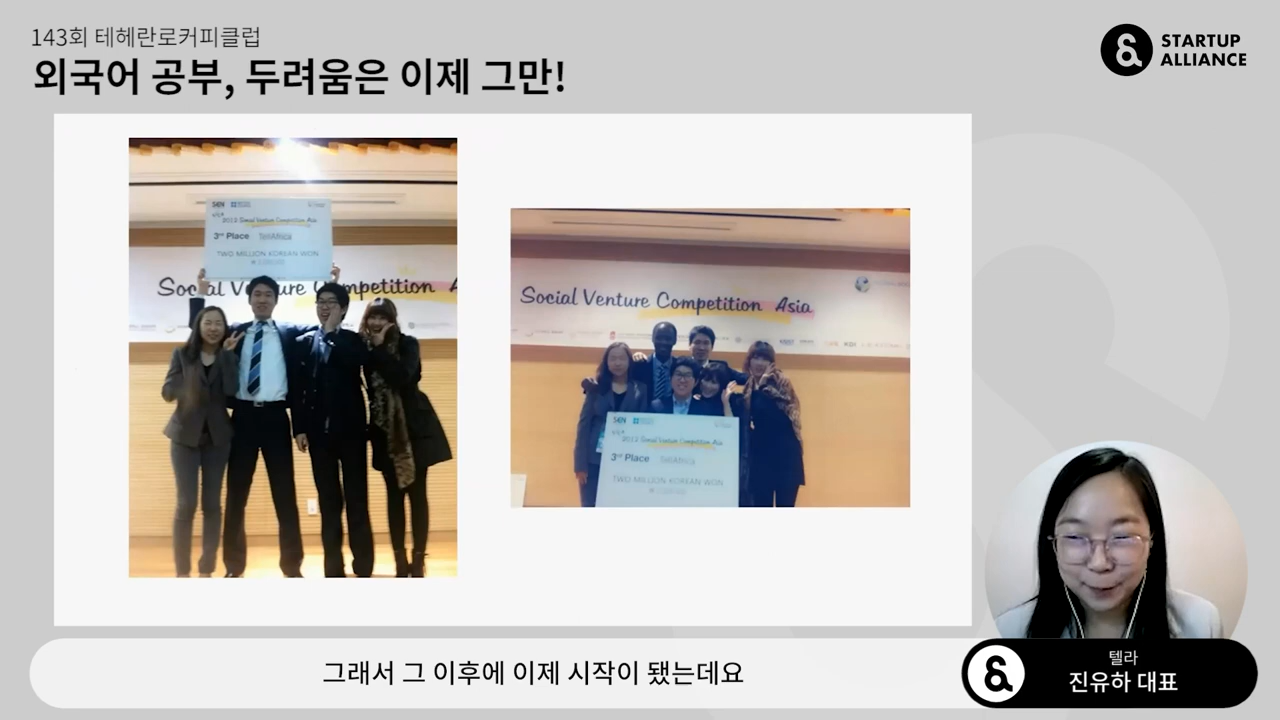 143회 테헤란로커피클럽
외국어 공부, 두려움은 이제 그만!
STARTUP
ALLIANCE
SEN
2012 Social Venture Competition Asia
3rd Place TellAfrica
TWO MILLION KOREAN WON
Social Venture Competition A
Social Venture Competition Asia
SEN
2012 Social Venture Competition Asia
3rd Place TellAfrica
TWO MILLION KOREAN WON
그래서 그 이후에 이제 시작이 됐는데요
텔라
진유하 대표